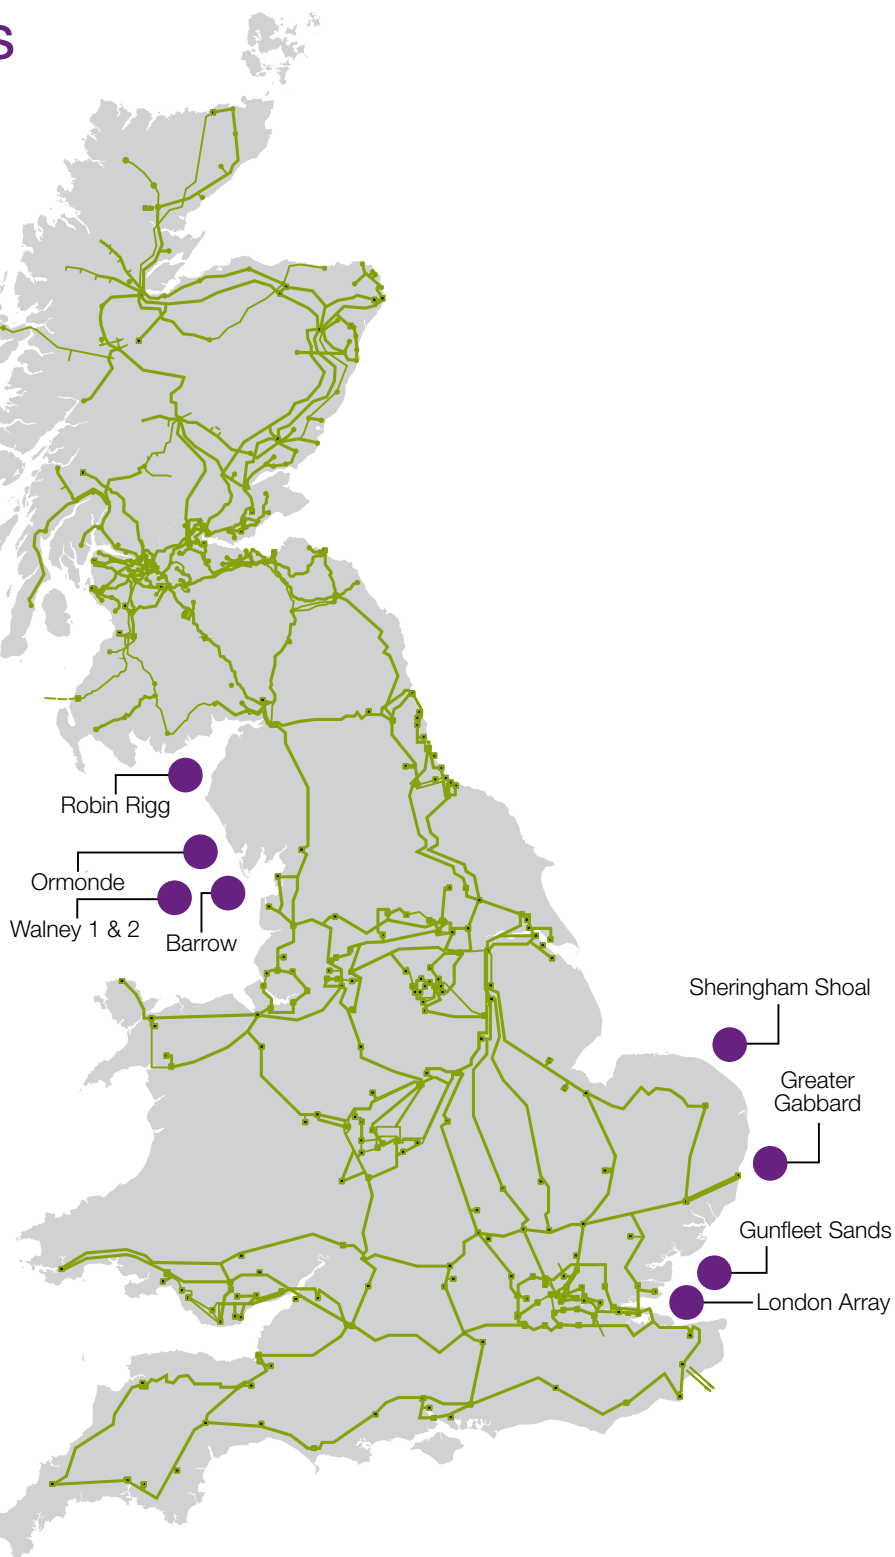 s
Robin Rigg
Ormonde
Walney 1 & 2
Barrow
Sheringham Shoal
Greater
Gabbard
Gunfleet Sands
London Array